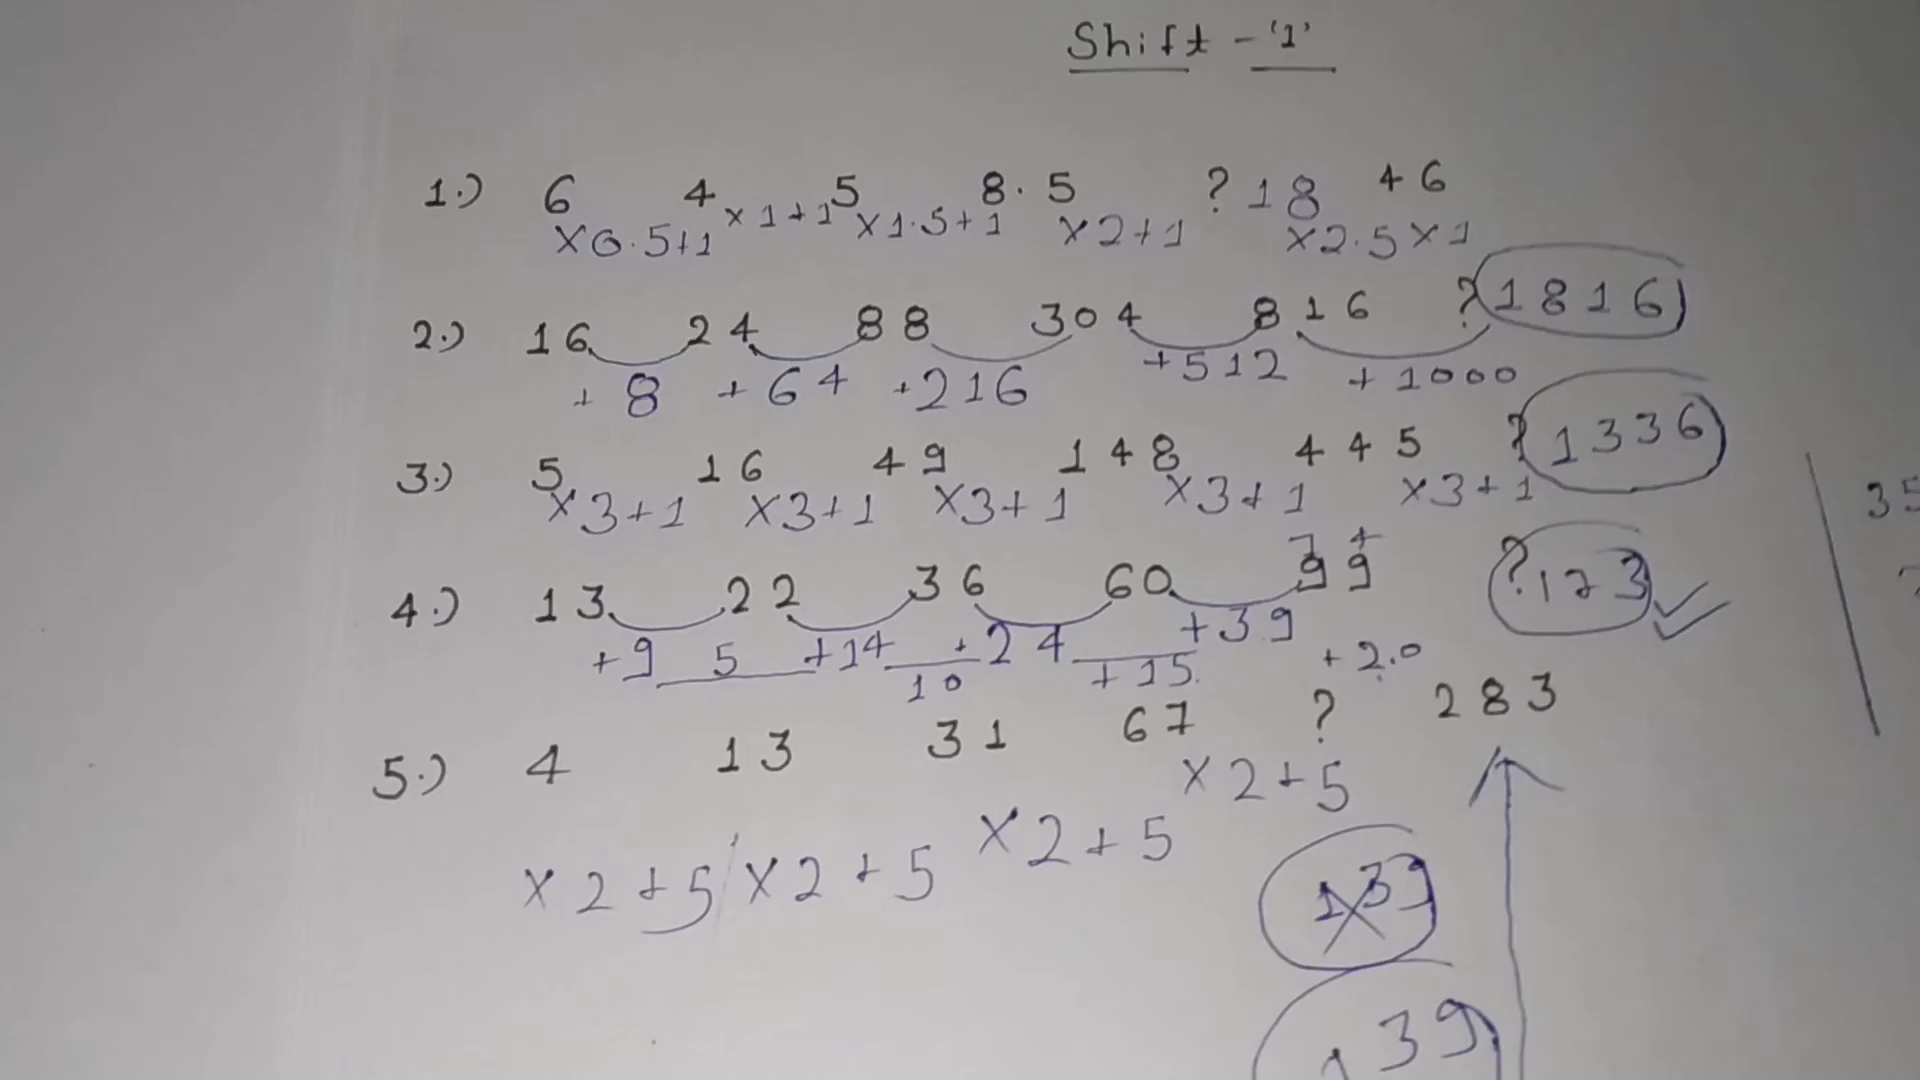 Shift - '1'
1.) 6 4 5 8.5 ? 18 46
×0.5+1 ×1+1 ×1.5+1 ×2+1 ×2.5×1
2.) 16 24 88 304 816 ? 1816
+8 +64 +216 +512 +1000
3.) 5 16 49 148 445 ? 1336
×3+1 ×3+1 ×3+1 ×3+1 ×3+1
4.) 13 22 36 60 99 ? 173
+9 5 +14 10 +24 +15 +39 +20 74
5.) 4 13 31 67 ? 283
×2+5 ×2+5 ×2+5 ×2+5
139
139
35